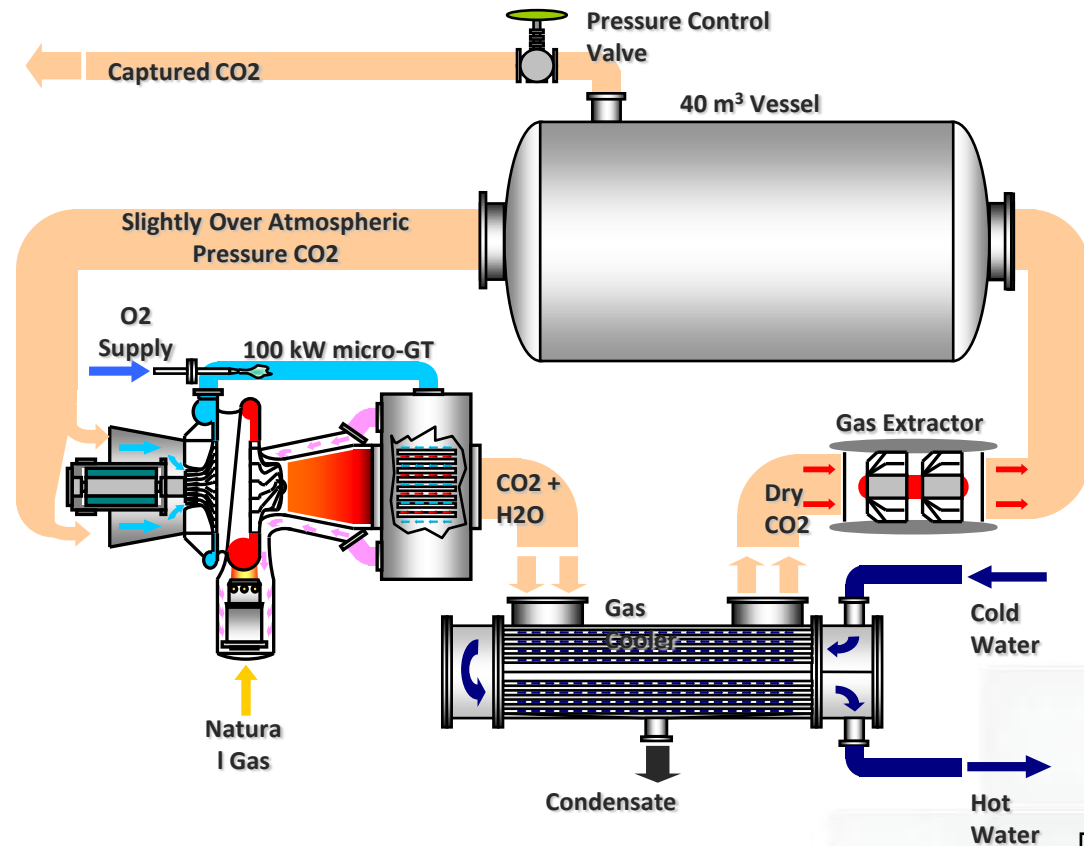 Pressure Control
Valve
Captured CO2
40 m³ Vessel
Slightly Over Atmospheric
Pressure CO2
O2
Supply
100 kW micro-GT
Gas Extractor
CO2 +
H2O
Dry
CO2
Gas
Cooler
Cold
Water
Natura
l Gas
Condensate
Hot
Water